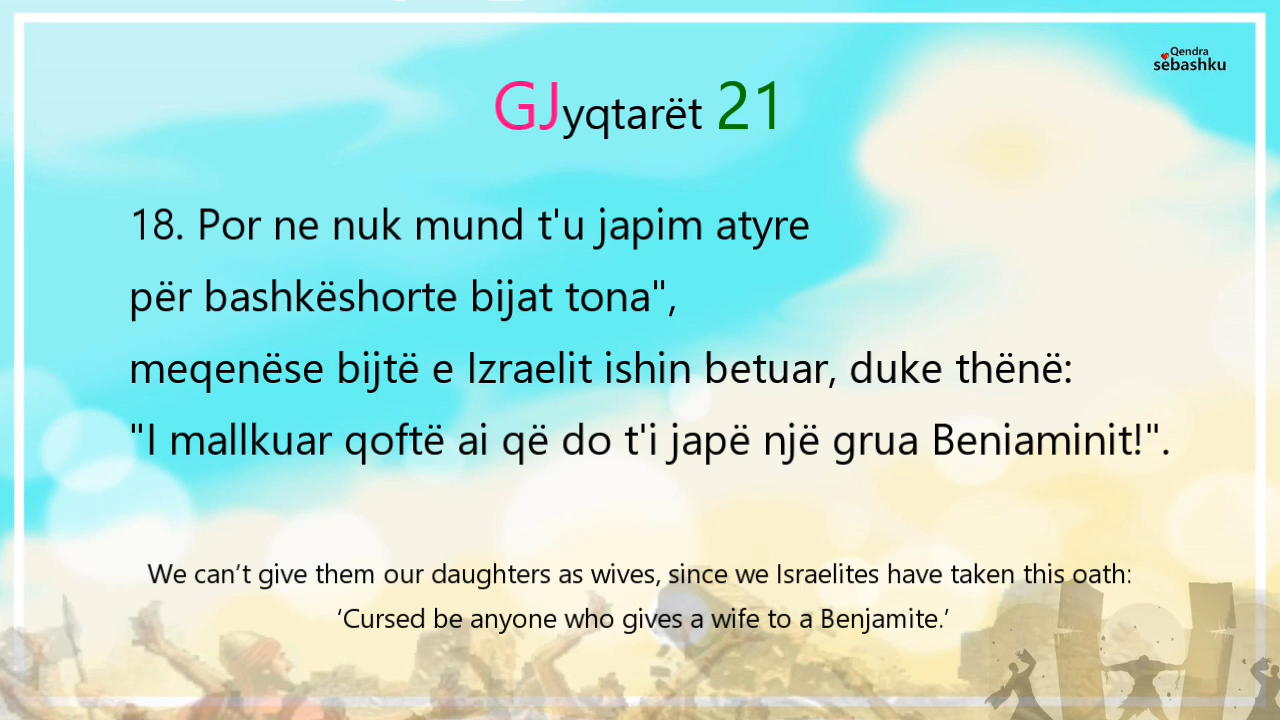 Qendra
sëbashku
GJyqtarët 21
18. Por ne nuk mund t'u japim atyre
për bashkëshorte bijat tona",
meqenëse bijtë e Izraelit ishin betuar, duke thënë:
"I mallkuar qoftë ai që do t'i japë një grua Beniaminit!".
We can’t give them our daughters as wives, since we Israelites have taken this oath:
‘Cursed be anyone who gives a wife to a Benjamite.’